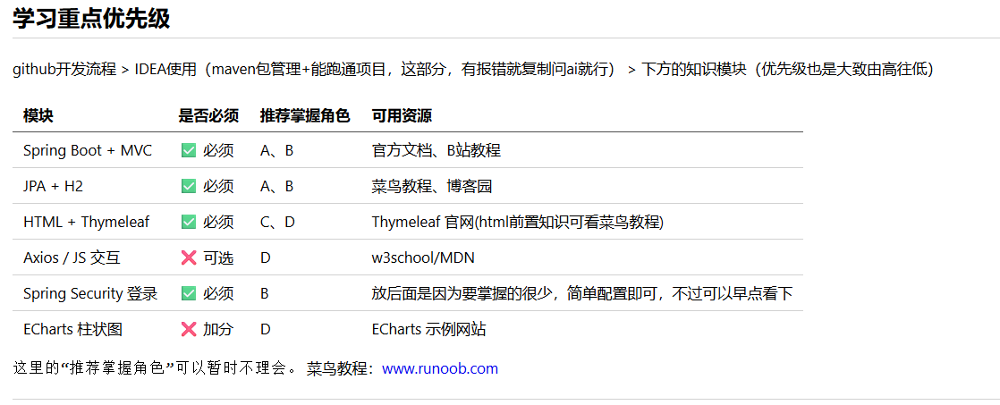 学习重点优先级
github开发流程 > IDEA使用（maven包管理+能跑通项目，这部分，有报错就复制问ai就行） > 下方的知识模块（优先级也是大致由高往低）
模块 是否必须 推荐掌握角色 可用资源
Spring Boot + MVC ✅ 必须 A、B 官方文档、B站教程
JPA + H2 ✅ 必须 A、B 菜鸟教程、博客园
HTML + Thymeleaf ✅ 必须 C、D Thymeleaf 官网(html前置知识可看菜鸟教程)
Axios / JS 交互 ❌ 可选 D w3school/MDN
Spring Security 登录 ✅ 必须 B 放后面是因为要掌握的很少，简单配置即可，不过可以早点看下
ECharts 柱状图 ❌ 加分 D ECharts 示例网站
这里的“推荐掌握角色”可以暂时不理会。 菜鸟教程：www.runoob.com